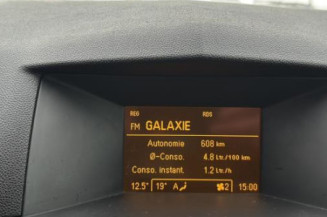 REG RDS
FM GALAXIE
Autonomie 608 km
Ø-Conso. 4.8 Ltr./100 km
Conso. instant. 1.2 Ltr./h
12.5° 19° A 2 15:00